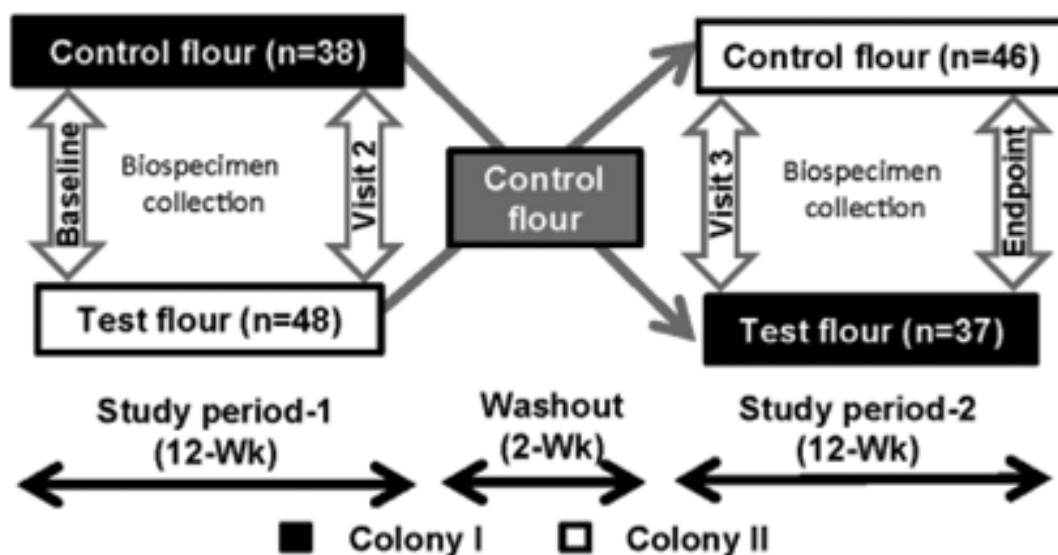 Control flour (n=38)
Control flour (n=46)
Baseline
Biospecimen
collection
Visit 2
Control
flour
Visit 3
Biospecimen
collection
Endpoint
Test flour (n=48)
Test flour (n=37)
Study period-1
(12-Wk)
Washout
(2-Wk)
Study period-2
(12-Wk)
Colony I
Colony II